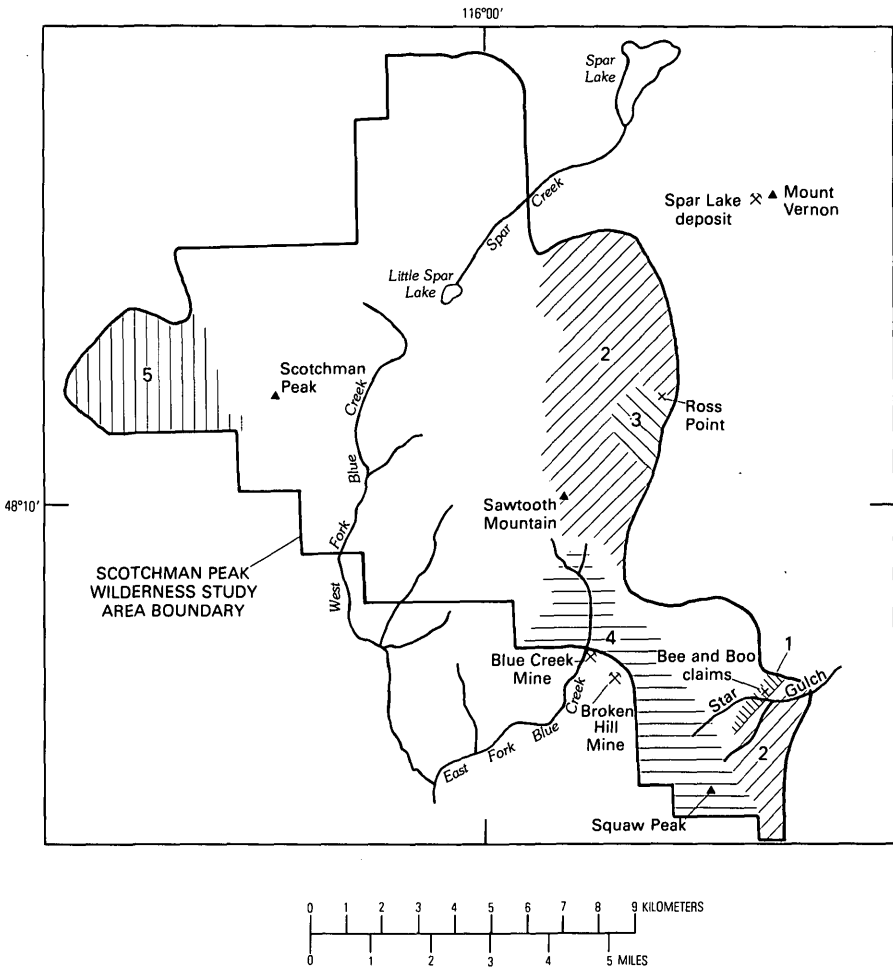 116°00'
Spar
Lake
Spar Creek
Spar Lake
deposit
Mount
Vernon
Little Spar
Lake
2
5
Scotchman
Peak
3
Ross
Point
48°10'
Sawtooth
Mountain
West Fork Blue Creek
SCOTCHMAN PEAK
WILDERNESS STUDY
AREA BOUNDARY
4
1
Blue Creek
Mine
Bee and Boo
claims
Star Gulch
Broken
Hill
Mine
East Fork Blue Creek
2
Squaw Peak
0 1 2 3 4 5 6 7 8 9 KILOMETERS
0 1 2 3 4 5 MILES